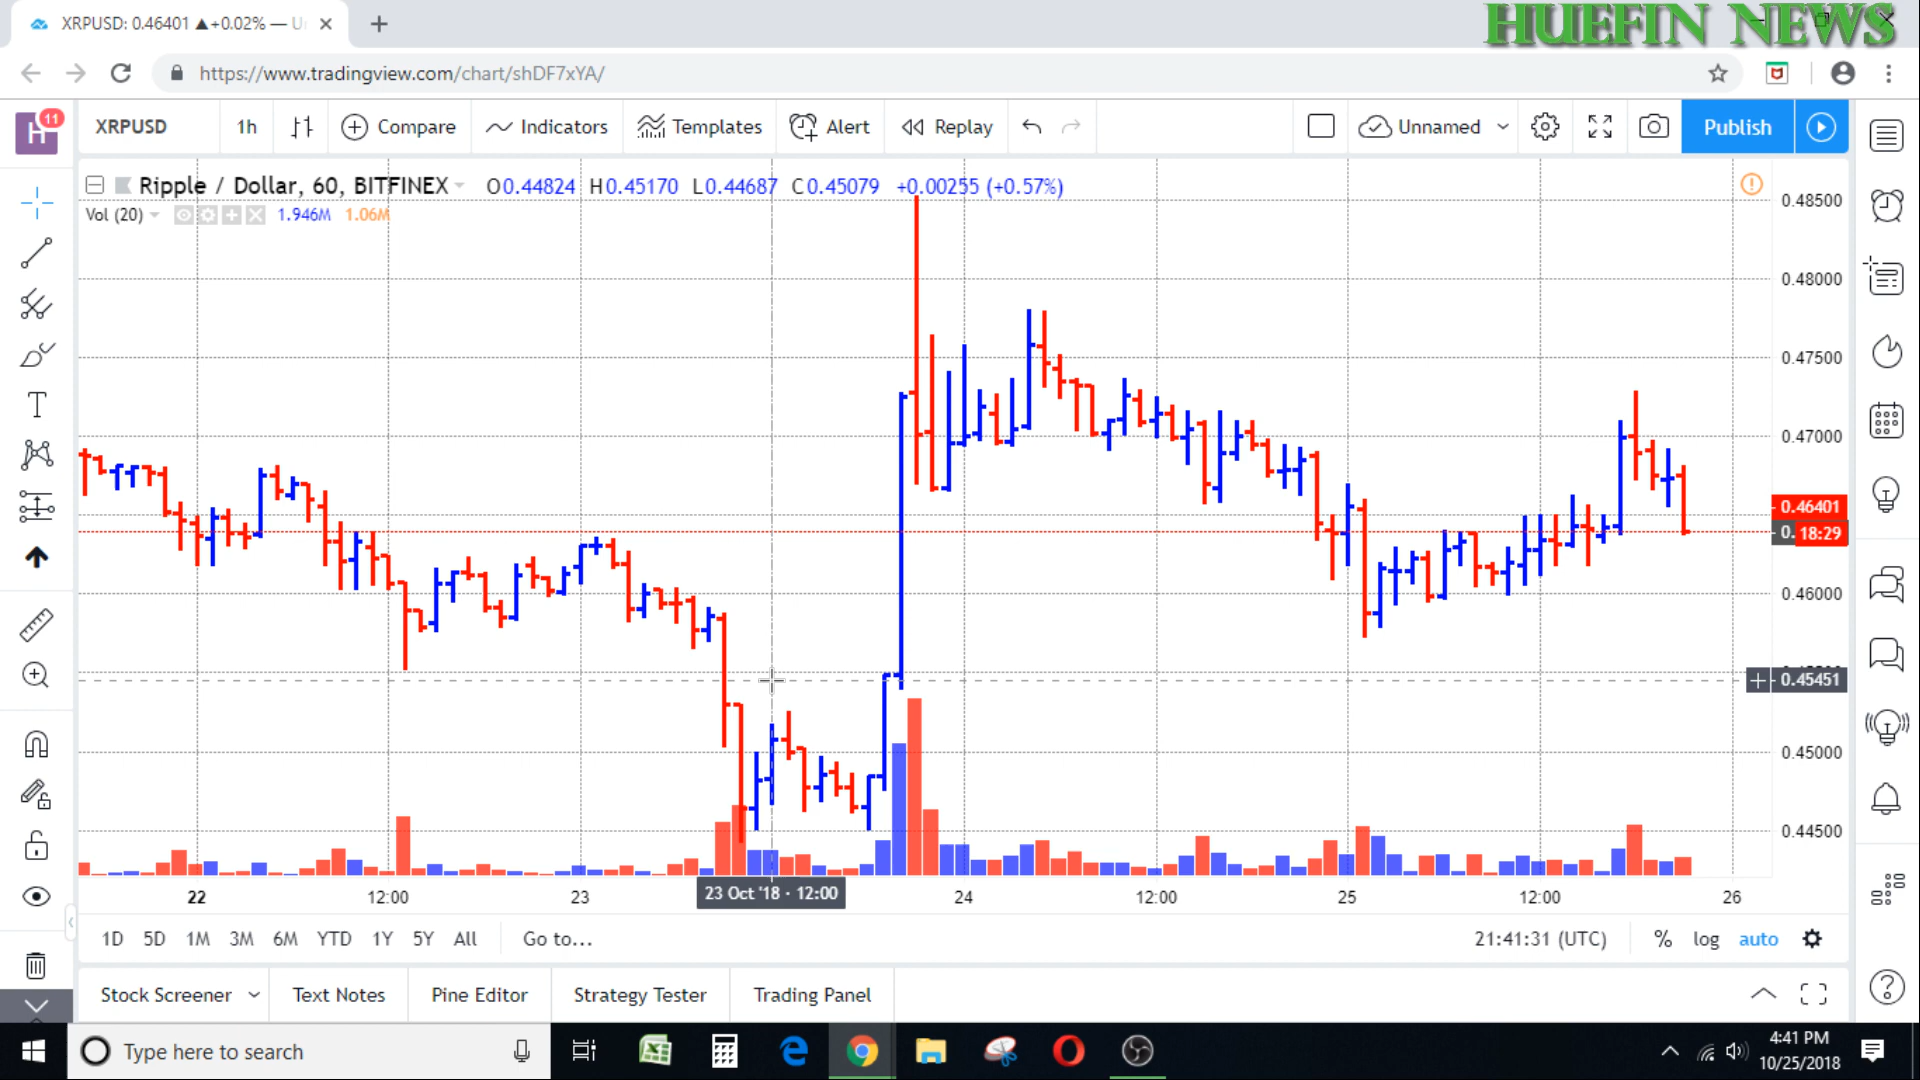 XRPUSD: 0.46401 ▲+0.02% — U
HUEFIN NEWS
https://www.tradingview.com/chart/shDF7xYA/
H 11
XRPUSD 1h Compare Indicators Templates Alert Replay Unnamed Publish
Ripple / Dollar, 60, BITFINEX O0.44824 H0.45170 L0.44687 C0.45079 +0.00255 (+0.57%)
Vol (20) 1.946M 1.06M
0.48500
0.48000
0.47500
0.47000
0.46401
0. 18:29
0.46000
0.45451
0.45000
0.44500
22 12:00 23 23 Oct '18 · 12:00 24 12:00 25 12:00 26
1D 5D 1M 3M 6M YTD 1Y 5Y All Go to... 21:41:31 (UTC) % log auto
Stock Screener Text Notes Pine Editor Strategy Tester Trading Panel
Type here to search
4:41 PM
10/25/2018